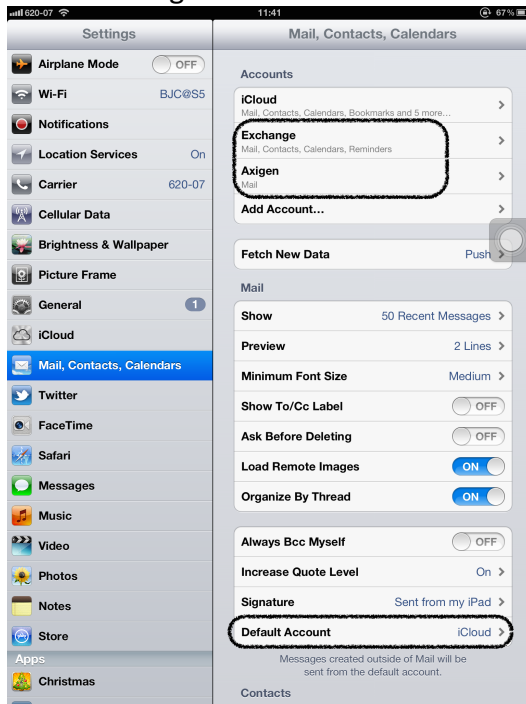 620-07
11:41
67%
Settings
Mail, Contacts, Calendars
Airplane Mode OFF
Wi-Fi BJC@S5
Notifications
Location Services On
Carrier 620-07
Cellular Data
Brightness & Wallpaper
Picture Frame
General 1
iCloud
Mail, Contacts, Calendars
Twitter
FaceTime
Safari
Messages
Music
Video
Photos
Notes
Store
Apps
Christmas
Accounts
iCloud
Mail, Contacts, Calendars, Bookmarks and 5 more...
Exchange
Mail, Contacts, Calendars, Reminders
Axigen
Mail
Add Account...
Fetch New Data Push
Mail
Show 50 Recent Messages
Preview 2 Lines
Minimum Font Size Medium
Show To/Cc Label OFF
Ask Before Deleting OFF
Load Remote Images ON
Organize By Thread ON
Always Bcc Myself OFF
Increase Quote Level On
Signature Sent from my iPad
Default Account iCloud
Messages created outside of Mail will be
sent from the default account.
Contacts